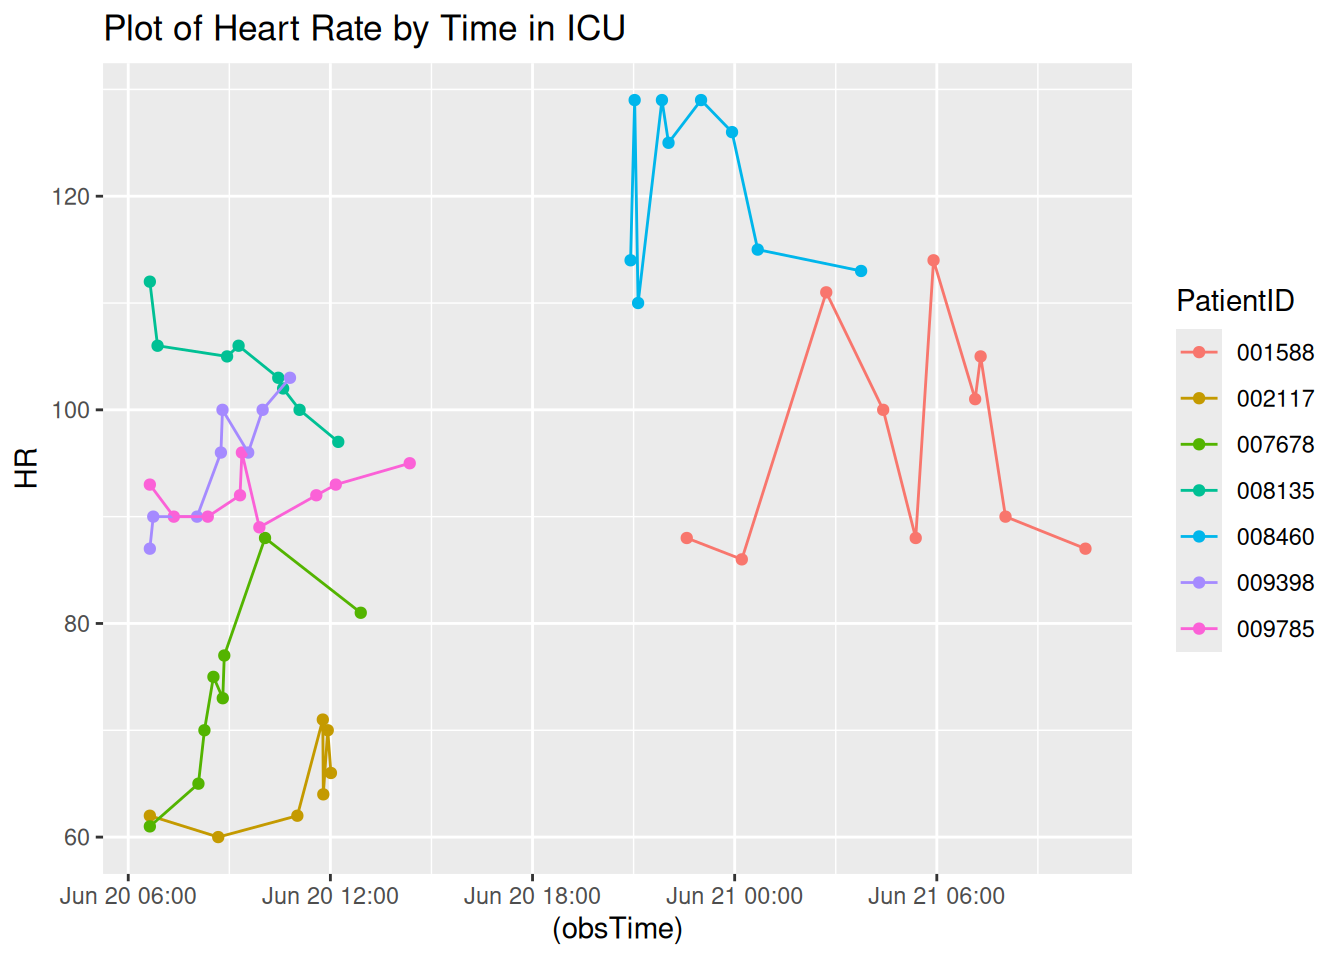 Plot of Heart Rate by Time in ICU
120
100
80
60
HR
Jun 20 06:00
Jun 20 12:00
Jun 20 18:00
Jun 21 00:00
Jun 21 06:00
(obsTime)
PatientID
001588
002117
007678
008135
008460
009398
009785